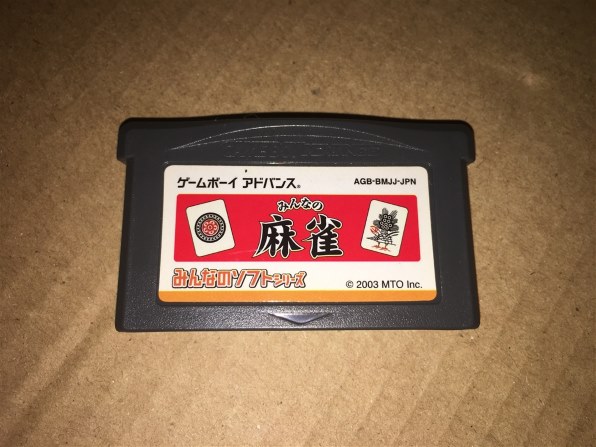 ゲームボーイ アドバンス®
AGB-BMJJ-JPN
みんなの
麻雀
みんなのソフトシリーズ
© 2003 MTO Inc.